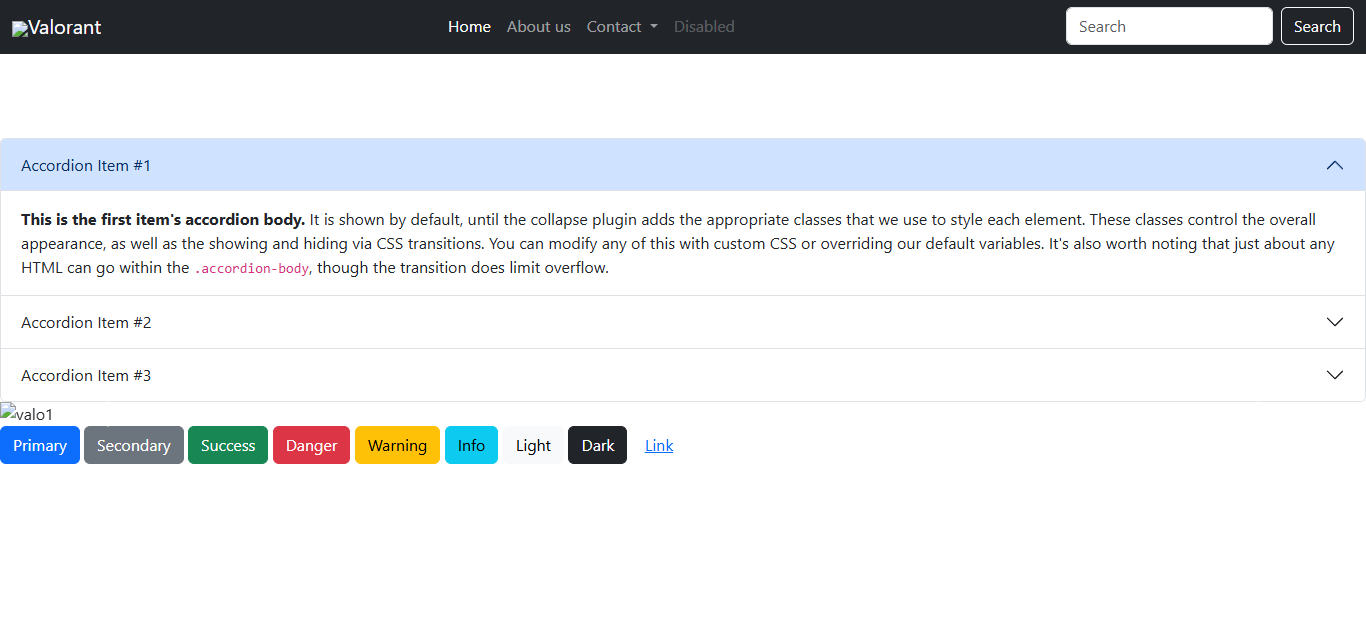 Valorant Home About us Contact Disabled Search Search
Accordion Item #1
This is the first item's accordion body. It is shown by default, until the collapse plugin adds the appropriate classes that we use to style each element. These classes control the overall
appearance, as well as the showing and hiding via CSS transitions. You can modify any of this with custom CSS or overriding our default variables. It's also worth noting that just about any
HTML can go within the .accordion-body, though the transition does limit overflow.
Accordion Item #2
Accordion Item #3
valo1
Primary Secondary Success Danger Warning Info Light Dark Link